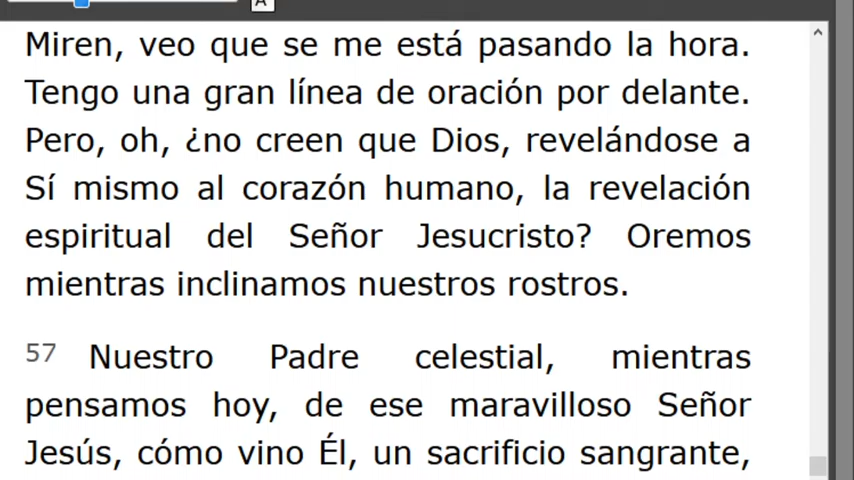 A
Miren, veo que se me está pasando la hora.
Tengo una gran línea de oración por delante.
Pero, oh, ¿no creen que Dios, revelándose a
Sí mismo al corazón humano, la revelación
espiritual del Señor Jesucristo? Oremos
mientras inclinamos nuestros rostros.
57 Nuestro Padre celestial, mientras
pensamos hoy, de ese maravilloso Señor
Jesús, cómo vino Él, un sacrificio sangrante,